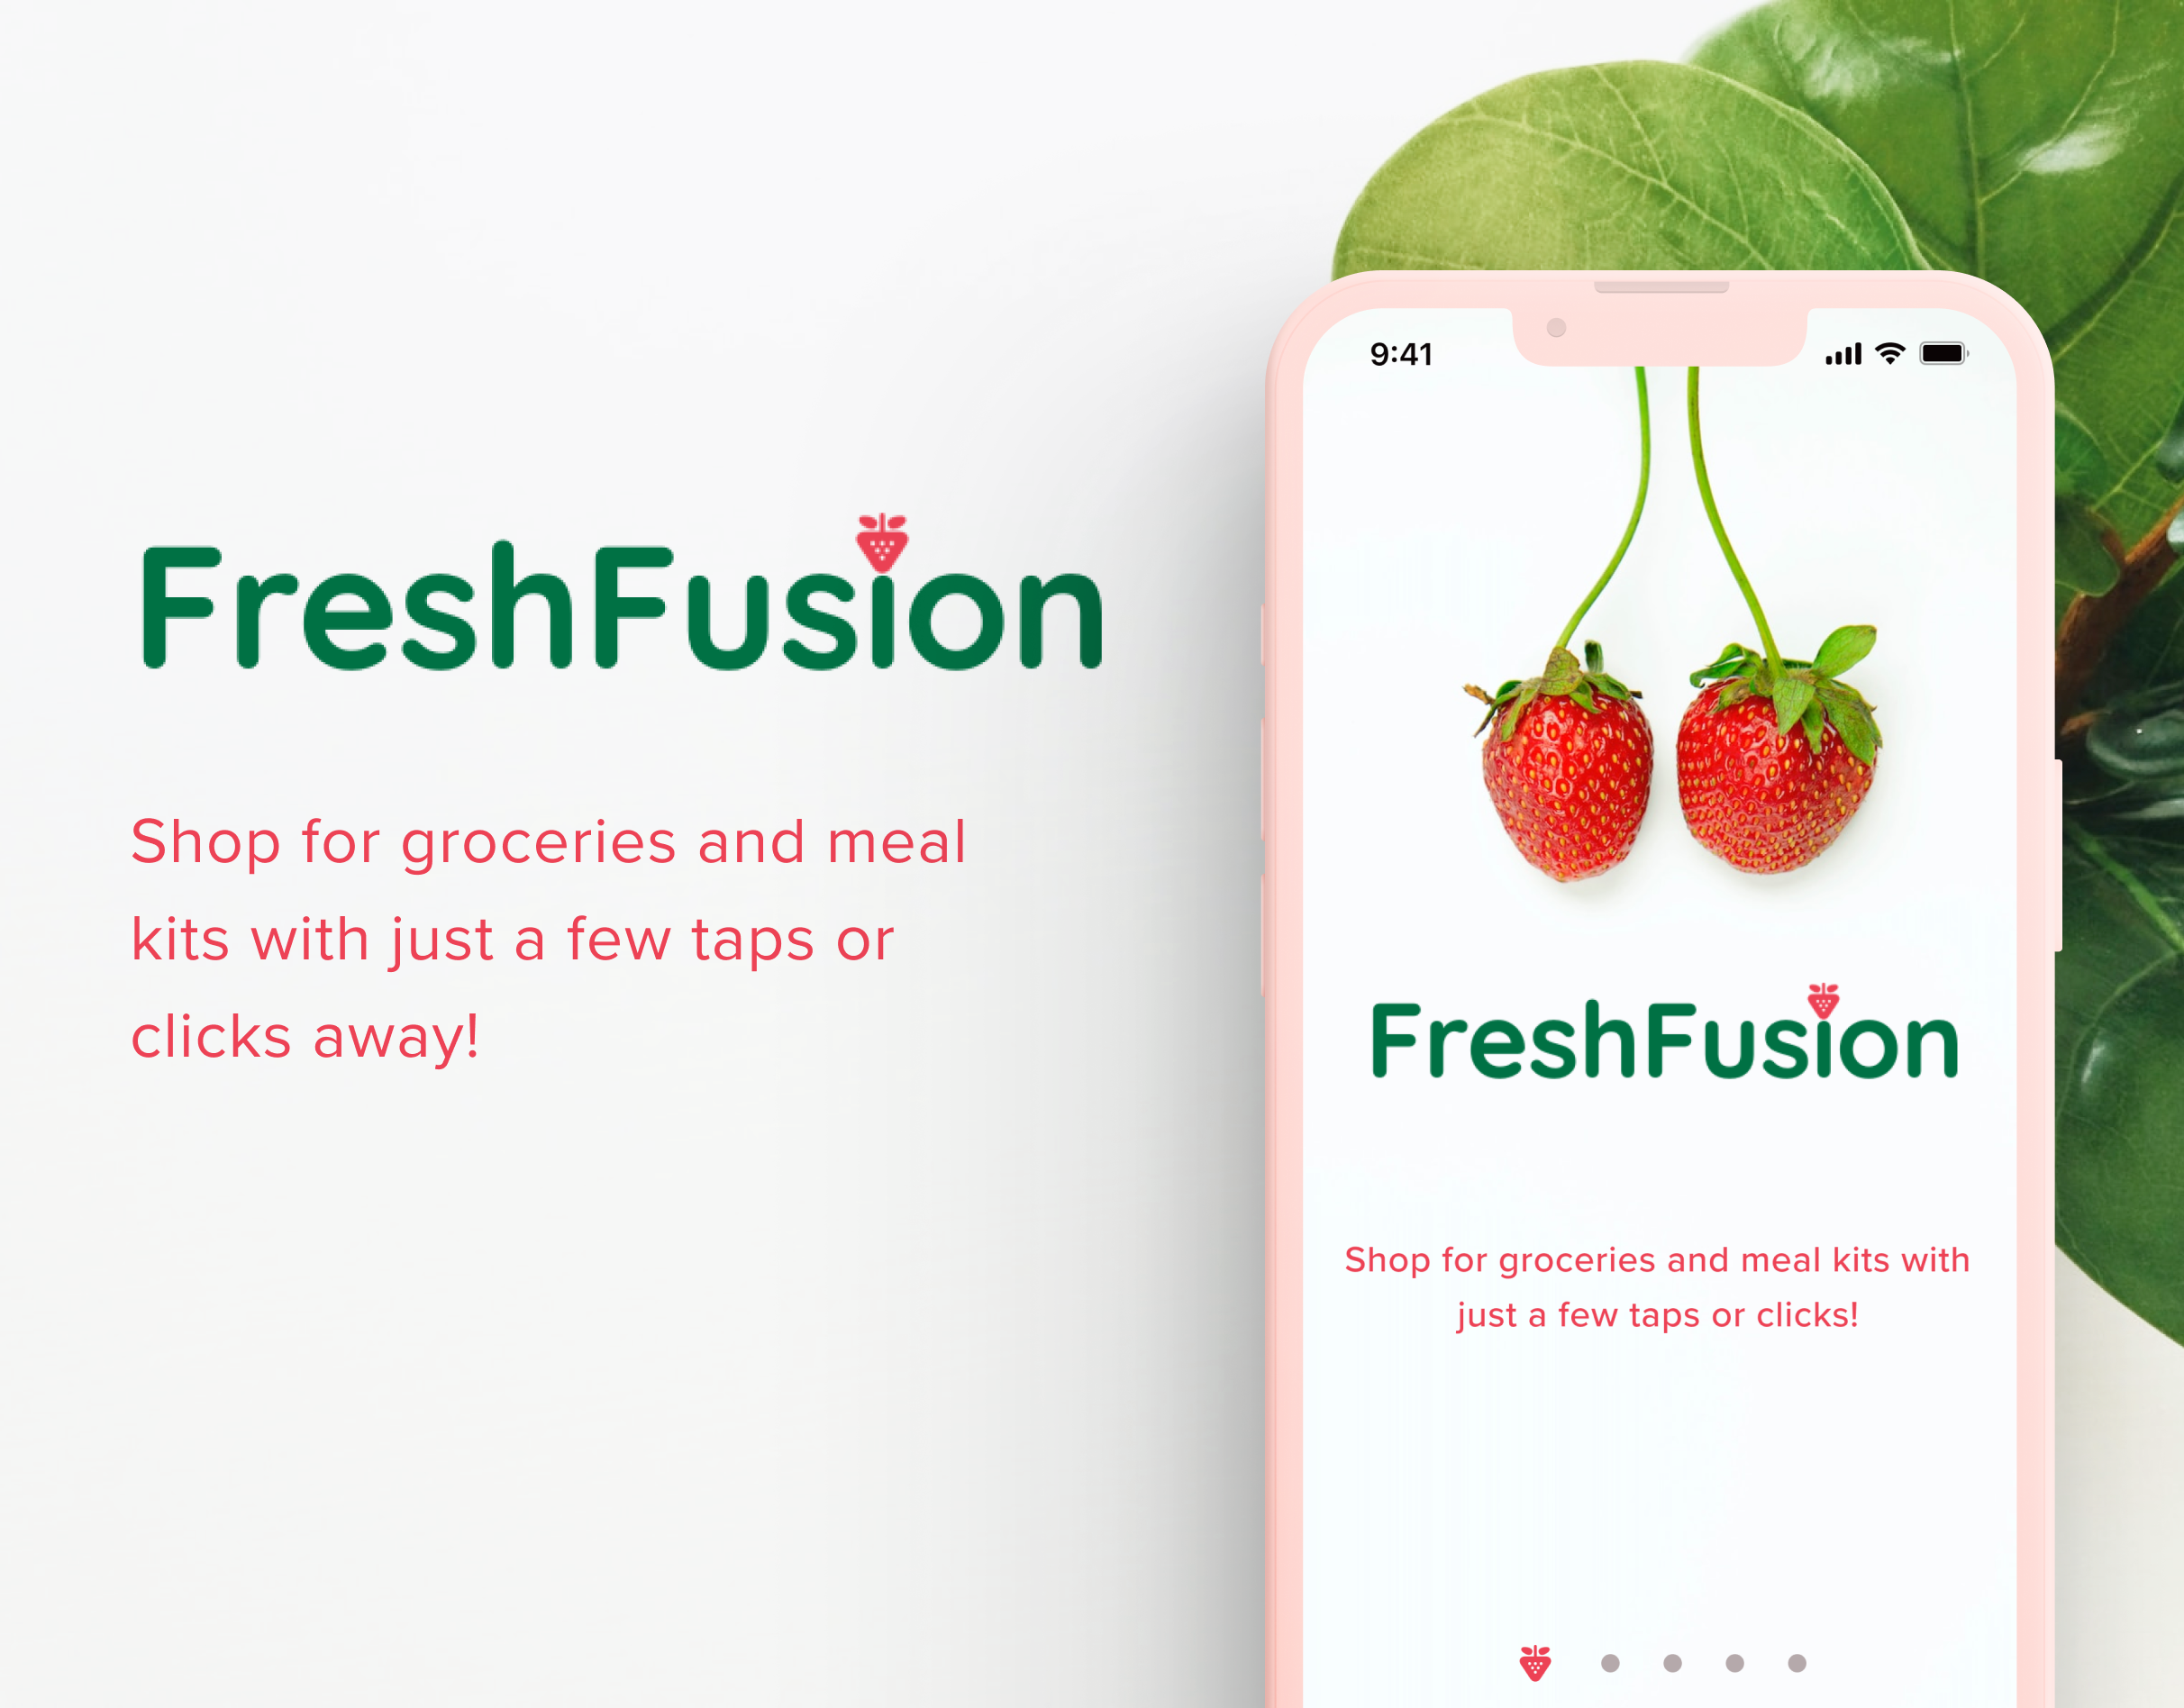 FreshFusion
Shop for groceries and meal
kits with just a few taps or
clicks away!
9:41
FreshFusion
Shop for groceries and meal kits with
just a few taps or clicks!